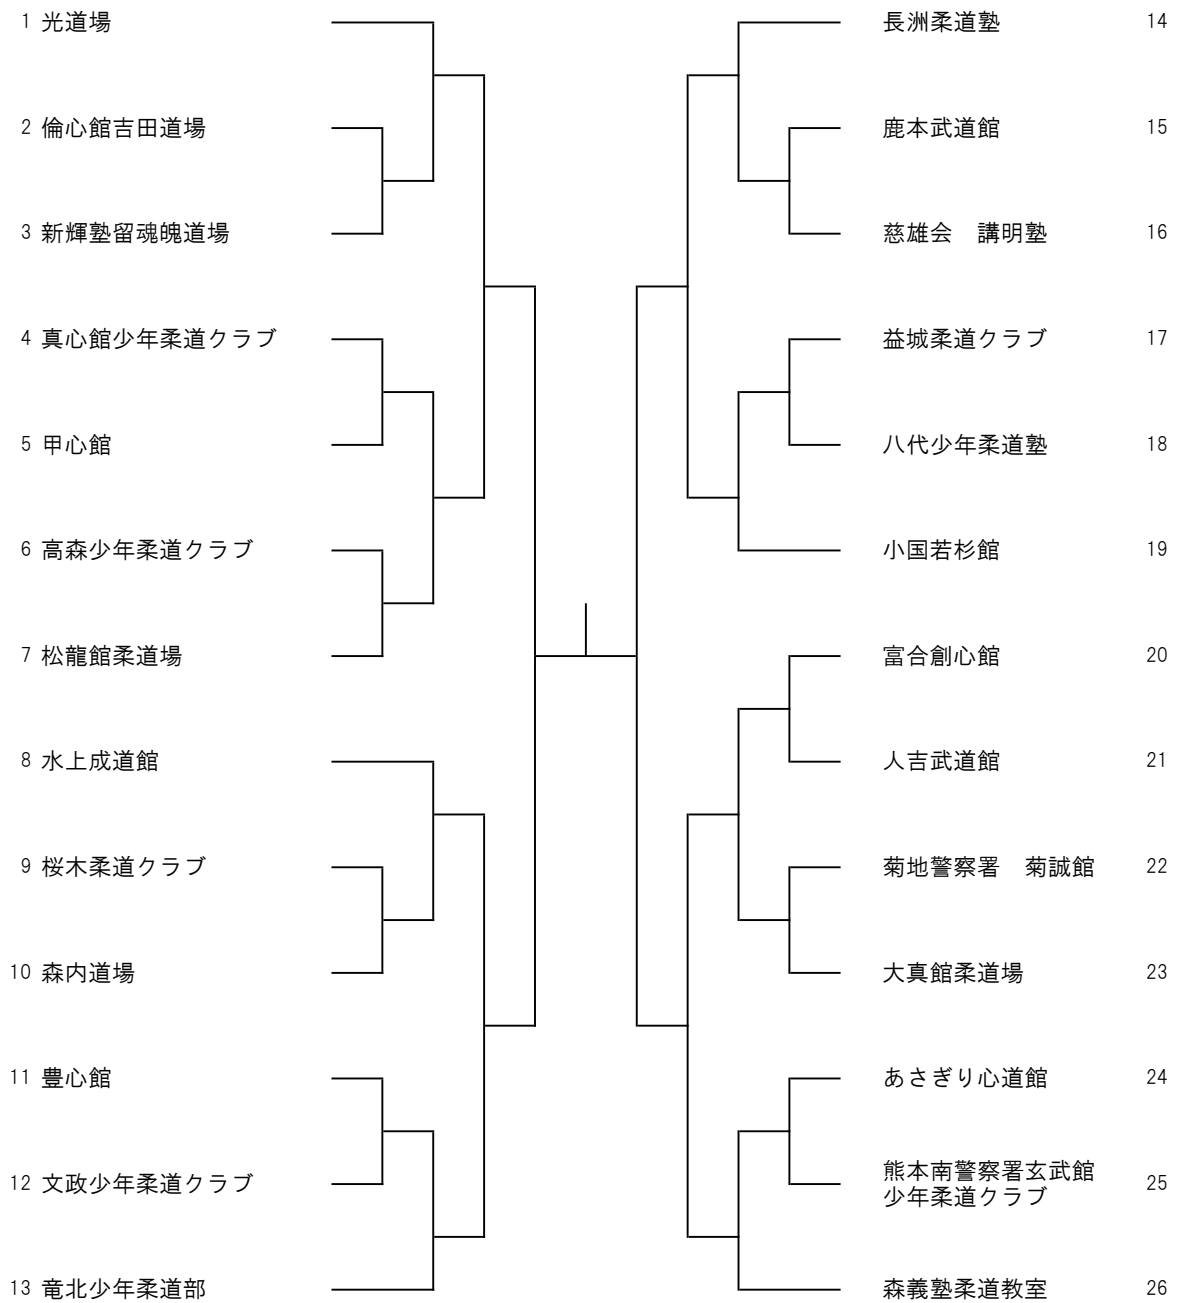 1 光道場
2 倫心館吉田道場
3 新輝塾留魂魄道場
4 真心館少年柔道クラブ
5 甲心館
6 高森少年柔道クラブ
7 松龍館柔道場
8 水上成道館
9 桜木柔道クラブ
10 森内道場
11 豊心館
12 文政少年柔道クラブ
13 竜北少年柔道部
長洲柔道塾 14
鹿本武道館 15
慈雄会　講明塾 16
益城柔道クラブ 17
八代少年柔道塾 18
小国若杉館 19
富合創心館 20
人吉武道館 21
菊地警察署　菊誠館 22
大真館柔道場 23
あさぎり心道館 24
熊本南警察署玄武館
少年柔道クラブ 25
森義塾柔道教室 26